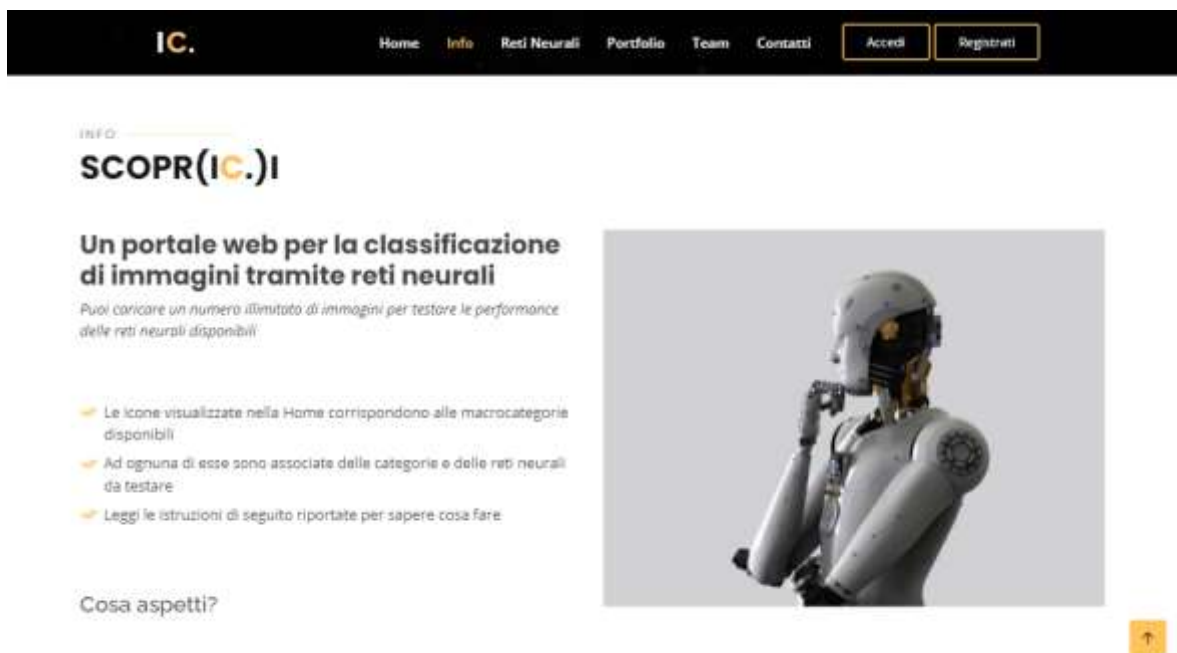 IC.
Home Info Reti Neurali Portfolio Team Contatti Accedi Registrati
INFO
SCOPR(IC.)I
Un portale web per la classificazione
di immagini tramite reti neurali
Puoi caricare un numero illimitato di immagini per testare le performance
delle reti neurali disponibili
Le icone visualizzate nella Home corrispondono alle macrocategorie
disponibili
Ad ognuna di esse sono associate delle categorie e delle reti neurali
da testare
Leggi le istruzioni di seguito riportate per sapere cosa fare
Cosa aspetti?